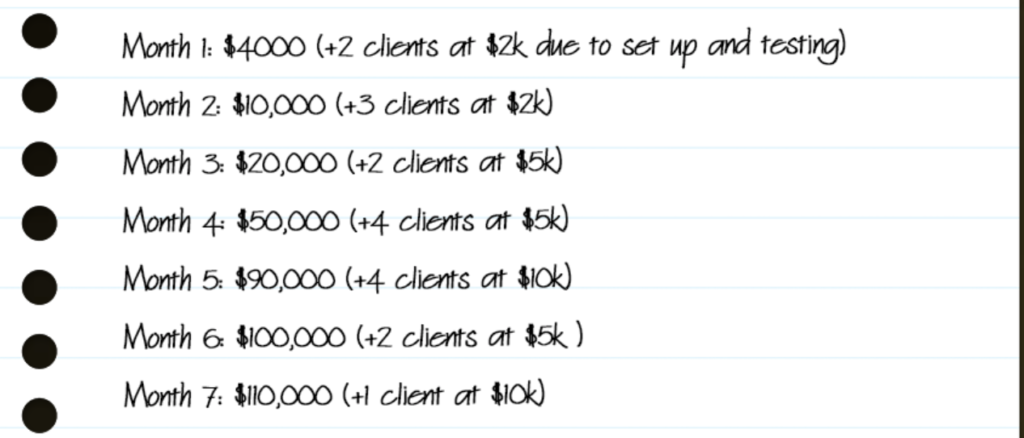 Month 1: $4000 (+2 clients at $2k due to set up and testing)
Month 2: $10,000 (+3 clients at $2k)
Month 3: $20,000 (+2 clients at $5k)
Month 4: $50,000 (+4 clients at $5k)
Month 5: $90,000 (+4 clients at $10k)
Month 6: $100,000 (+2 clients at $5k )
Month 7: $110,000 (+1 client at $10k)